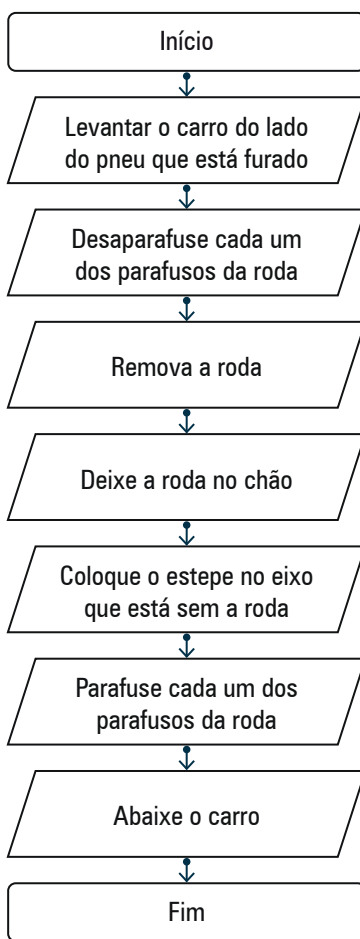 Início
Levantar o carro do lado
do pneu que está furado
Desaparafuse cada um
dos parafusos da roda
Remova a roda
Deixe a roda no chão
Coloque o estepe no eixo
que está sem a roda
Parafuse cada um dos
parafusos da roda
Abaixe o carro
Fim